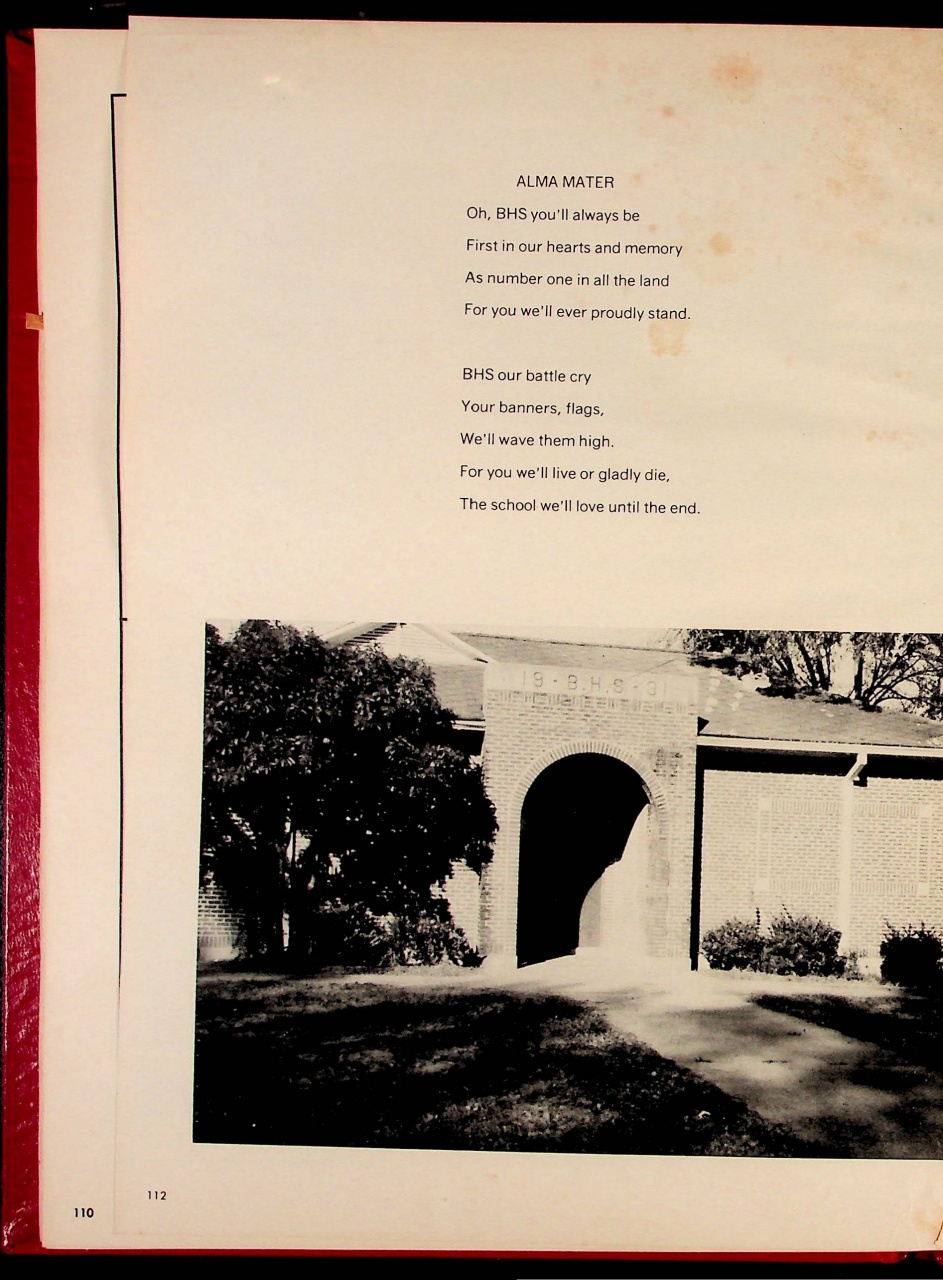 ALMA MATER
Oh, BHS you'll always be
First in our hearts and memory
As number one in all the land
For you we'll ever proudly stand.
BHS our battle cry
Your banners, flags,
We'll wave them high.
For you we'll live or gladly die,
The school we'll love until the end.
19 - B.H.S - 31
112
110